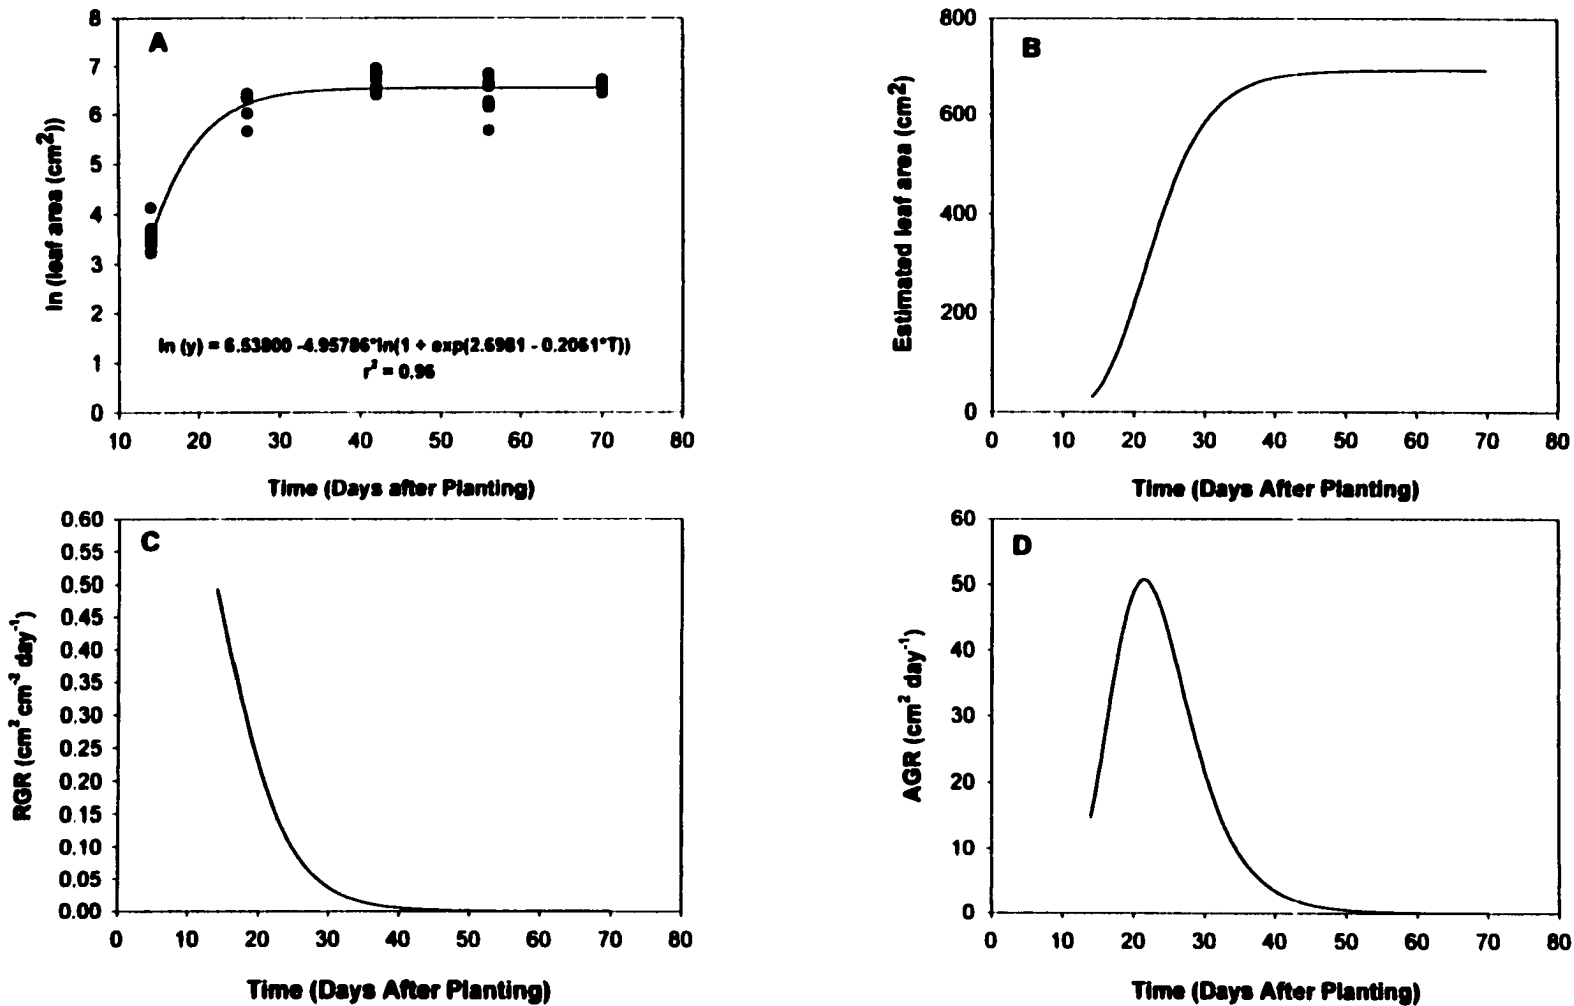 A
8
7
6
5
4
3
2
1
0
ln (leaf area (cm²))
ln (y) = 6.53800 -4.95786*ln(1 + exp(2.6981 - 0.2061*T))
r² = 0.96
10 20 30 40 50 60 70 80
Time (Days after Planting)
B
800
600
400
200
0
Estimated leaf area (cm²)
0 10 20 30 40 50 60 70 80
Time (Days After Planting)
C
0.60
0.55
0.50
0.45
0.40
0.35
0.30
0.25
0.20
0.15
0.10
0.05
0.00
RGR (cm² cm⁻² day⁻¹)
0 10 20 30 40 50 60 70 80
Time (Days After Planting)
D
60
50
40
30
20
10
0
AGR (cm² day⁻¹)
0 10 20 30 40 50 60 70 80
Time (Days After Planting)